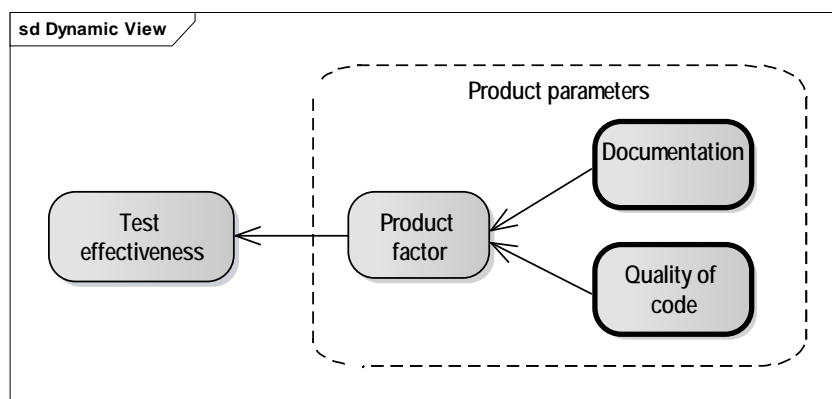 sd Dynamic View
Product parameters
Documentation
Test
effectiveness
Product
factor
Quality of
code